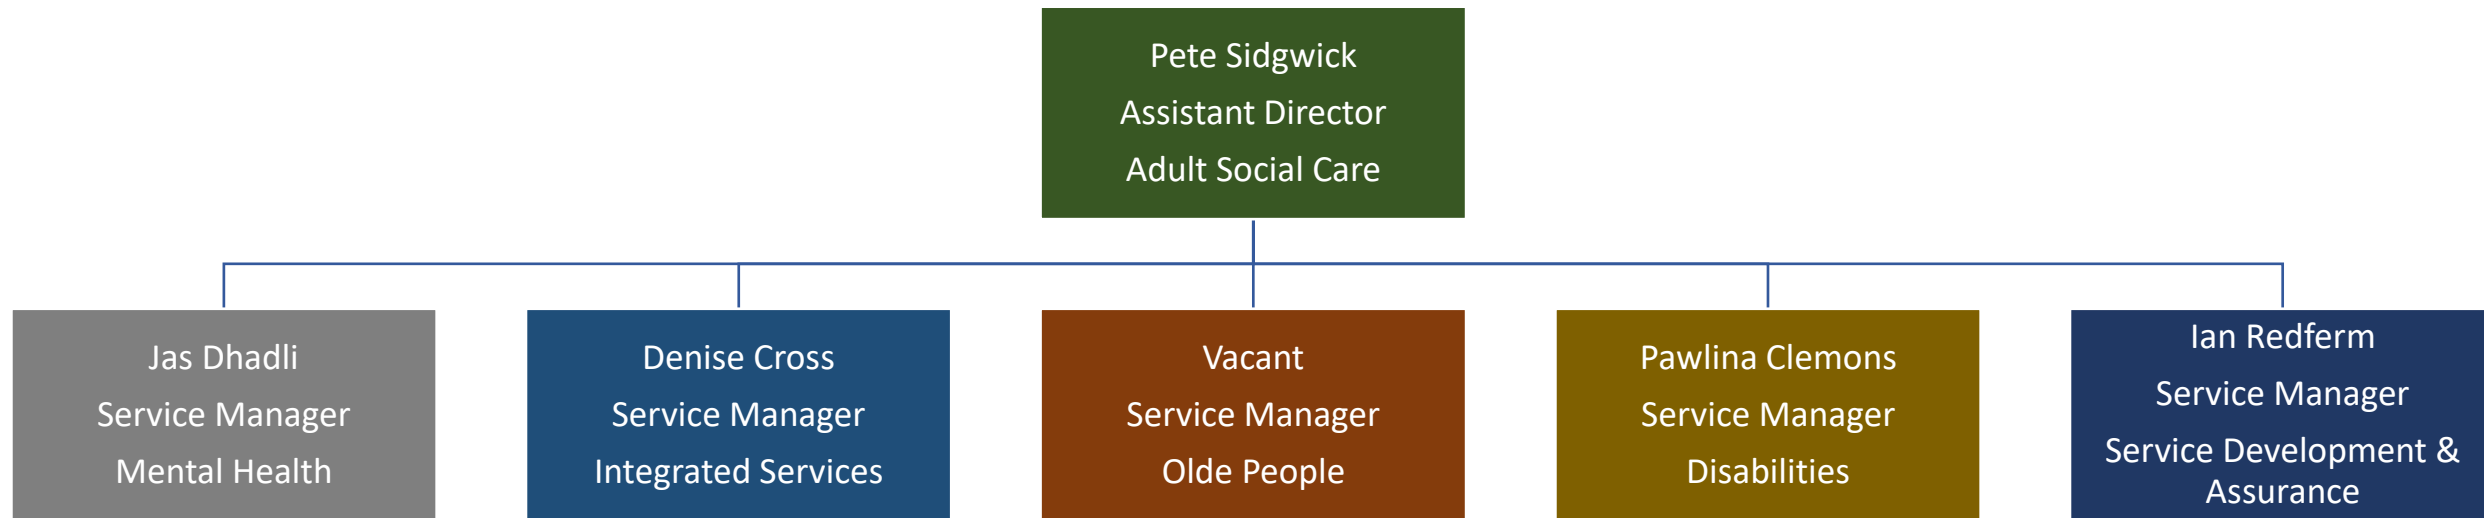 Pete Sidgwick
Assistant Director
Adult Social Care
Jas Dhadli
Service Manager
Mental Health
Denise Cross
Service Manager
Integrated Services
Vacant
Service Manager
Olde People
Pawlina Clemons
Service Manager
Disabilities
Ian Redferm
Service Manager
Service Development &
Assurance